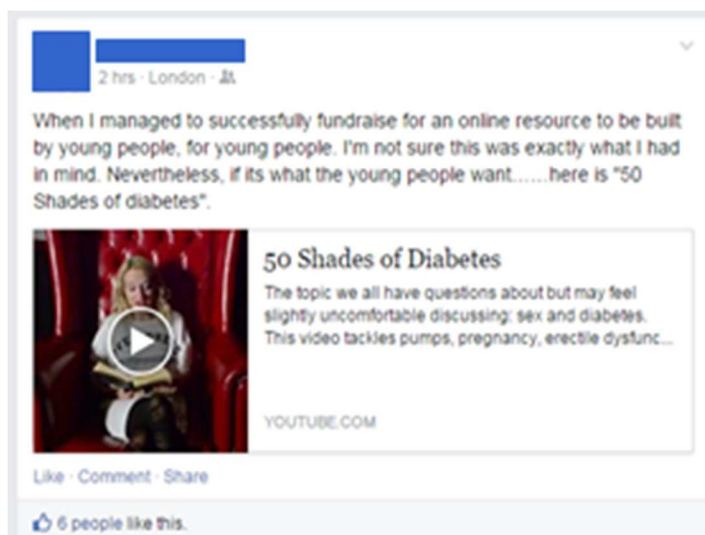 2 hrs · London ·
When I managed to successfully fundraise for an online resource to be built
by young people, for young people. I'm not sure this was exactly what I had
in mind. Nevertheless, if its what the young people want......here is "50
Shades of diabetes".
50 Shades of Diabetes
The topic we all have questions about but may feel
slightly uncomfortable discussing: sex and diabetes.
This video tackles pumps, pregnancy, erectile dysfunc...
YOUTUBE.COM
Like · Comment · Share
6 people like this.